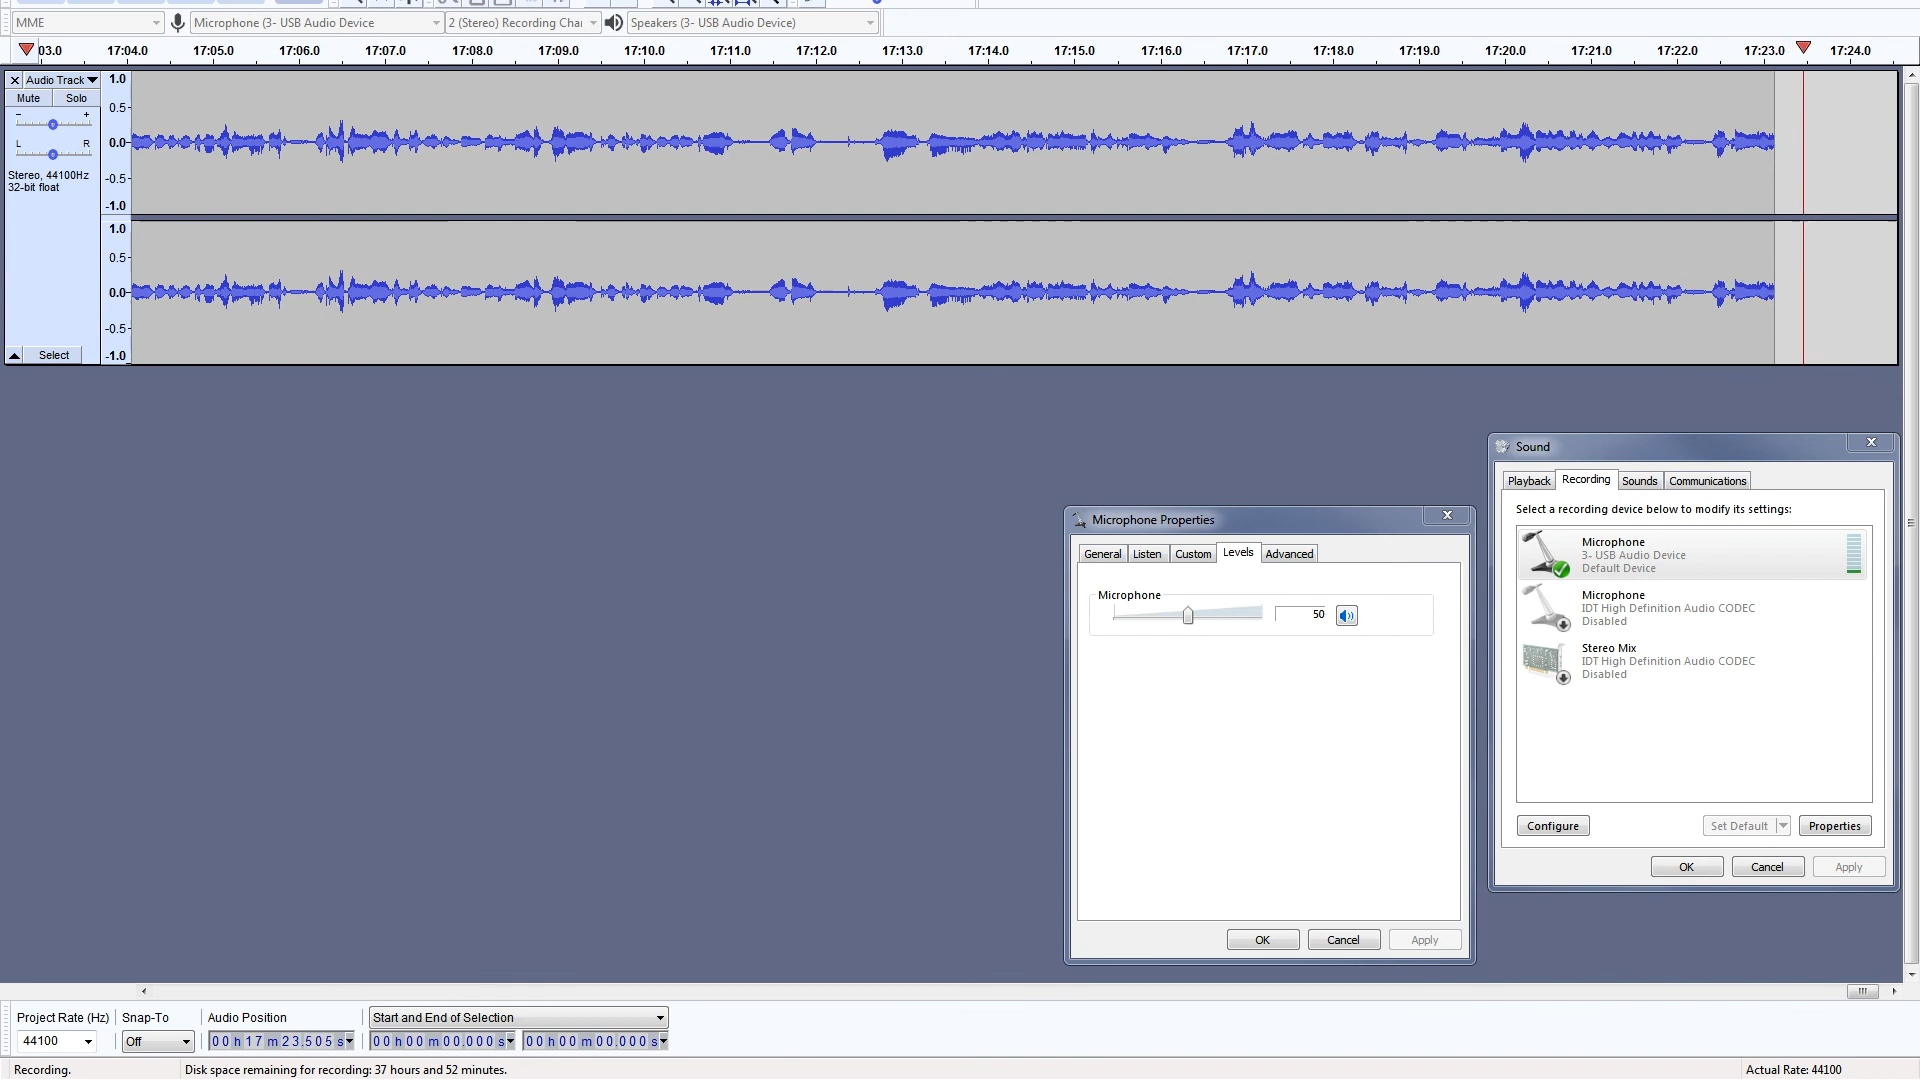 MME
Microphone (3- USB Audio Device
2 (Stereo) Recording Chai
Speakers (3- USB Audio Device)
03.0 17:04.0 17:05.0 17:06.0 17:07.0 17:08.0 17:09.0 17:10.0 17:11.0 17:12.0 17:13.0 17:14.0 17:15.0 17:16.0 17:17.0 17:18.0 17:19.0 17:20.0 17:21.0 17:22.0 17:23.0 17:24.0
Audio Track
Mute Solo
- +
L R
Stereo, 44100Hz
32-bit float
Select
1.0
0.5-
0.0-
-0.5-
-1.0
1.0
0.5-
0.0-
-0.5-
-1.0
Microphone Properties
General Listen Custom Levels Advanced
Microphone
50
OK Cancel Apply
Sound
Playback Recording Sounds Communications
Select a recording device below to modify its settings:
Microphone
3- USB Audio Device
Default Device
Microphone
IDT High Definition Audio CODEC
Disabled
Stereo Mix
IDT High Definition Audio CODEC
Disabled
Configure Set Default Properties
OK Cancel Apply
Project Rate (Hz) Snap-To Audio Position Start and End of Selection
44100 Off 00 h 17 m 23.505 s 00 h 00 m 00.000 s 00 h 00 m 00.000 s
Recording. Disk space remaining for recording: 37 hours and 52 minutes. Actual Rate: 44100